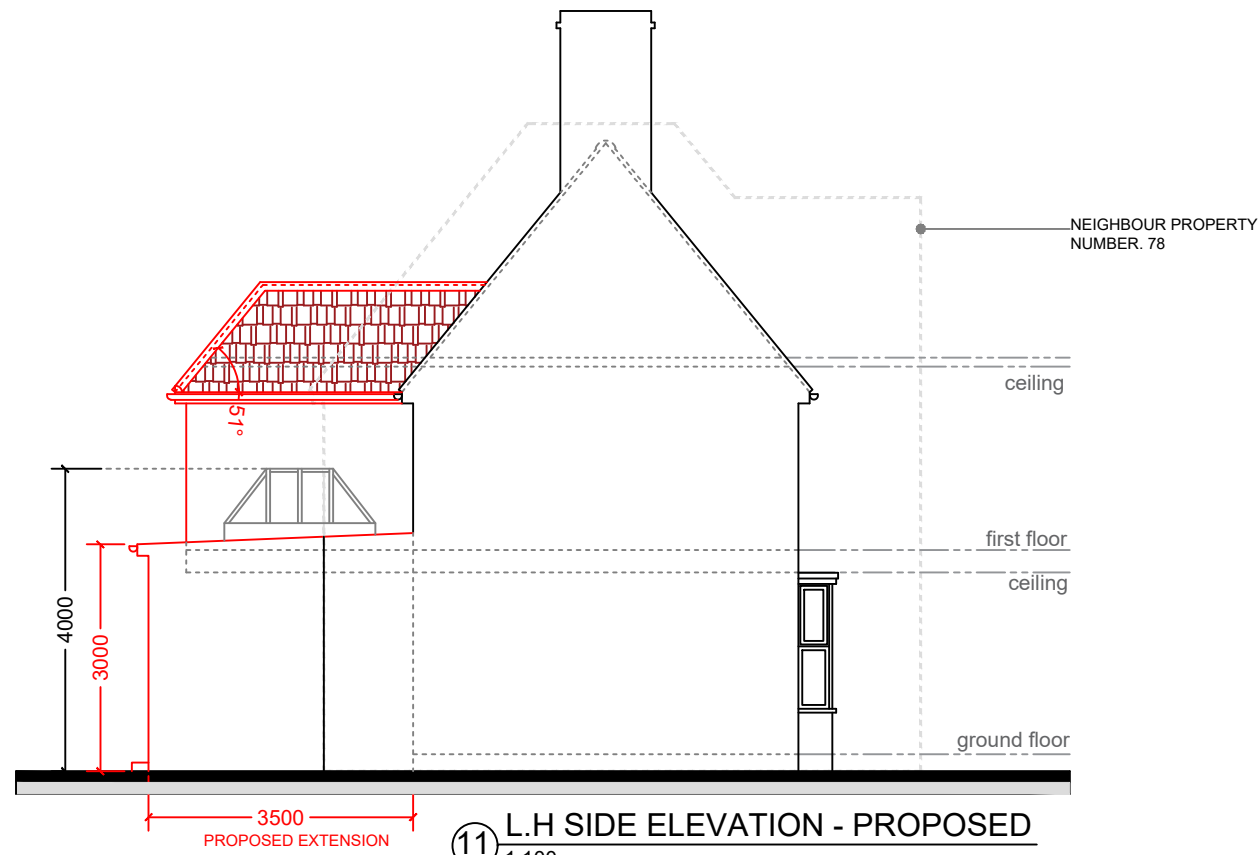 NEIGHBOUR PROPERTY
NUMBER. 78
ceiling
51°
first floor
ceiling
4000
3000
ground floor
3500
PROPOSED EXTENSION
11
L.H SIDE ELEVATION - PROPOSED